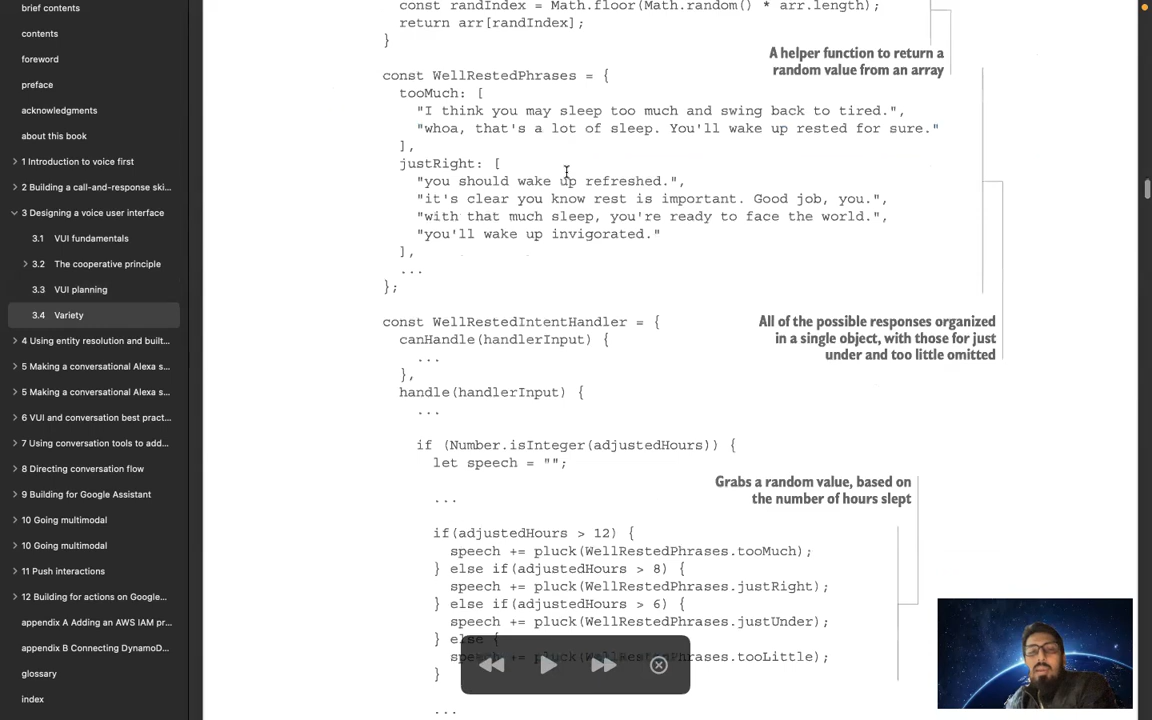 brief contents
contents
foreword
preface
acknowledgments
about this book
1 Introduction to voice first
2 Building a call-and-response ski...
3 Designing a voice user interface
3.1 VUI fundamentals
3.2 The cooperative principle
3.3 VUI planning
3.4 Variety
4 Using entity resolution and built...
5 Making a conversational Alexa s...
5 Making a conversational Alexa s...
6 VUI and conversation best pract...
7 Using conversation tools to add...
8 Directing conversation flow
9 Building for Google Assistant
10 Going multimodal
10 Going multimodal
11 Push interactions
12 Building for actions on Google...
appendix A Adding an AWS IAM pr...
appendix B Connecting DynamoD...
glossary
index
const randIndex = Math.floor(Math.random() * arr.length);
return arr[randIndex];
}
A helper function to return a
random value from an array
const WellRestedPhrases = {
tooMuch: [
"I think you may sleep too much and swing back to tired.",
"whoa, that's a lot of sleep. You'll wake up rested for sure."
],
justRight: [
"you should wake up refreshed.",
"it's clear you know rest is important. Good job, you.",
"with that much sleep, you're ready to face the world.",
"you'll wake up invigorated."
],
...
};
const WellRestedIntentHandler = {
canHandle(handlerInput) {
...
},
handle(handlerInput) {
...
All of the possible responses organized
in a single object, with those for just
under and too little omitted
if (Number.isInteger(adjustedHours)) {
let speech = "";
...
Grabs a random value, based on
the number of hours slept
if(adjustedHours > 12) {
speech += pluck(WellRestedPhrases.tooMuch);
} else if(adjustedHours > 8) {
speech += pluck(WellRestedPhrases.justRight);
} else if(adjustedHours > 6) {
speech += pluck(WellRestedPhrases.justUnder);
} else {
speech += pluck(WellRestedPhrases.tooLittle);
}
...